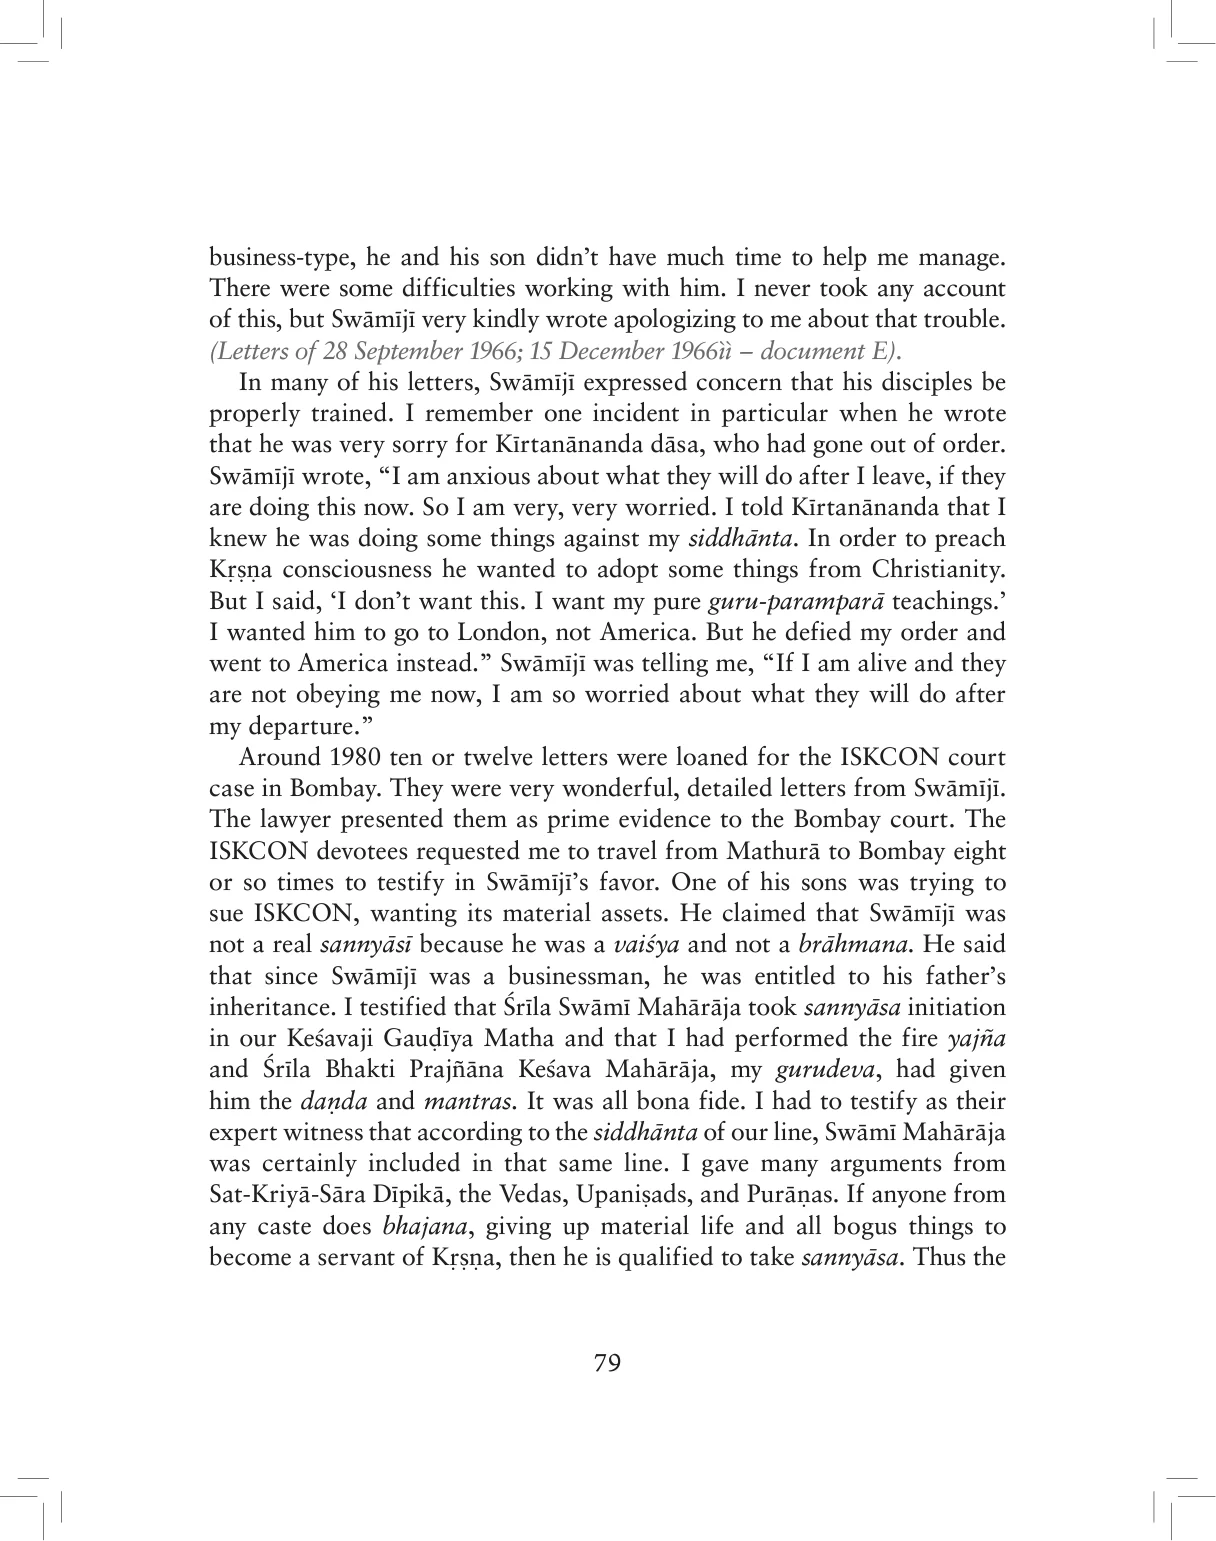 business-type, he and his son didn’t have much time to help me manage.
There were some difficulties working with him. I never took any account
of this, but Swāmījī very kindly wrote apologizing to me about that trouble.
(Letters of 28 September 1966; 15 December 1966ìì – document E).
In many of his letters, Swāmījī expressed concern that his disciples be
properly trained. I remember one incident in particular when he wrote
that he was very sorry for Kīrtanānanda dāsa, who had gone out of order.
Swāmījī wrote, “I am anxious about what they will do after I leave, if they
are doing this now. So I am very, very worried. I told Kīrtanānanda that I
knew he was doing some things against my siddhānta. In order to preach
Kṛṣṇa consciousness he wanted to adopt some things from Christianity.
But I said, ‘I don’t want this. I want my pure guru-paramparā teachings.’
I wanted him to go to London, not America. But he defied my order and
went to America instead.” Swāmījī was telling me, “If I am alive and they
are not obeying me now, I am so worried about what they will do after
my departure.”
Around 1980 ten or twelve letters were loaned for the ISKCON court
case in Bombay. They were very wonderful, detailed letters from Swāmījī.
The lawyer presented them as prime evidence to the Bombay court. The
ISKCON devotees requested me to travel from Mathurā to Bombay eight
or so times to testify in Swāmījī’s favor. One of his sons was trying to
sue ISKCON, wanting its material assets. He claimed that Swāmījī was
not a real sannyāsī because he was a vaiśya and not a brāhmana. He said
that since Swāmījī was a businessman, he was entitled to his father’s
inheritance. I testified that Śrīla Swāmī Mahārāja took sannyāsa initiation
in our Keśavaji Gauḍīya Matha and that I had performed the fire yajña
and Śrīla Bhakti Prajñāna Keśava Mahārāja, my gurudeva, had given
him the daṇda and mantras. It was all bona fide. I had to testify as their
expert witness that according to the siddhānta of our line, Swāmī Mahārāja
was certainly included in that same line. I gave many arguments from
Sat-Kriyā-Sāra Dīpikā, the Vedas, Upaniṣads, and Purāṇas. If anyone from
any caste does bhajana, giving up material life and all bogus things to
become a servant of Kṛṣṇa, then he is qualified to take sannyāsa. Thus the
79